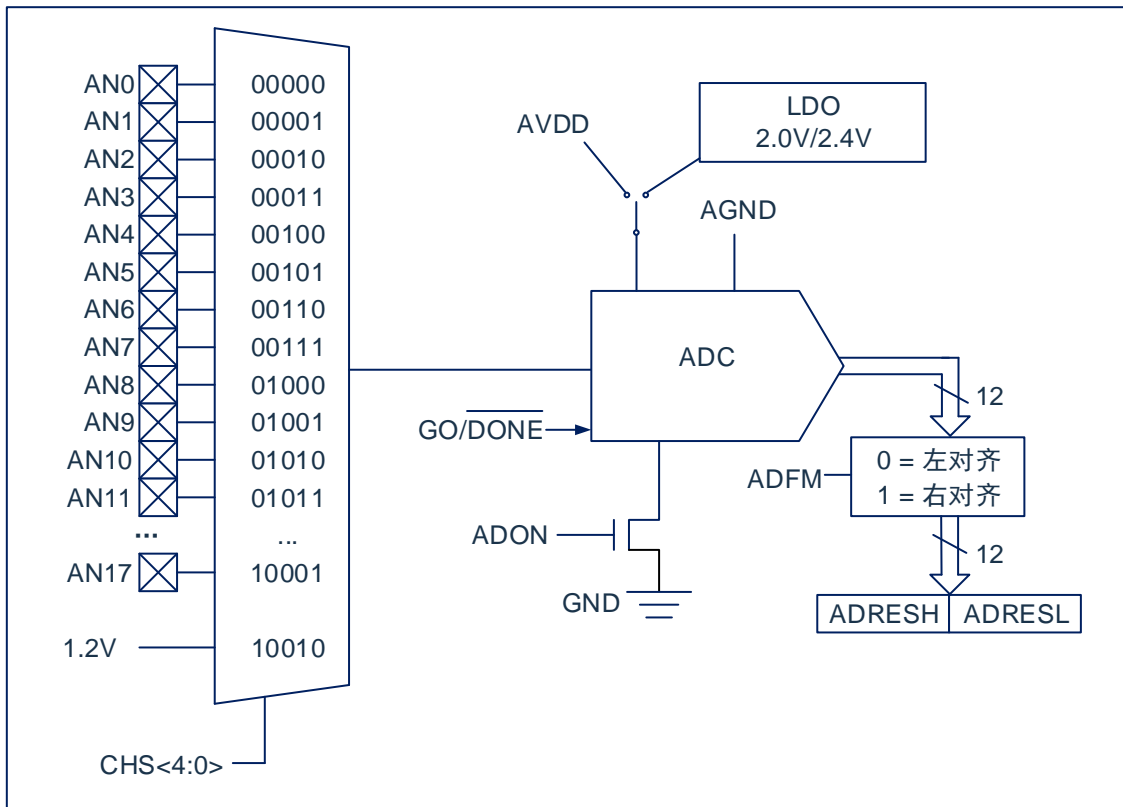 AN0 00000
AN1 00001
AN2 00010
AN3 00011
AN4 00100
AN5 00101
AN6 00110
AN7 00111
AN8 01000
AN9 01001
AN10 01010
AN11 01011
... ...
AN17 10001
1.2V 10010
CHS<4:0>
AVDD
LDO
2.0V/2.4V
AGND
ADC
GO/DONE
12
ADFM
0 = 左对齐
1 = 右对齐
ADON
12
GND
ADRESH ADRESL